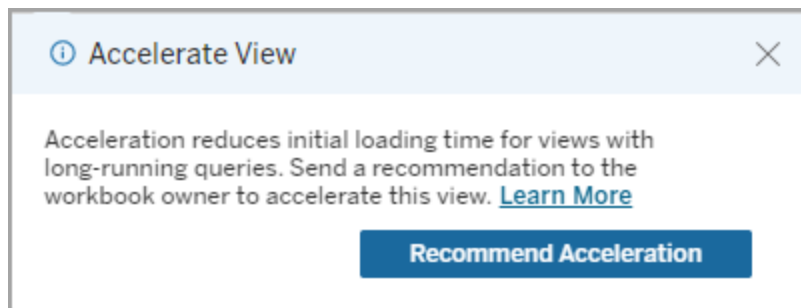 Accelerate View
Acceleration reduces initial loading time for views with
long-running queries. Send a recommendation to the
workbook owner to accelerate this view. Learn More
Recommend Acceleration